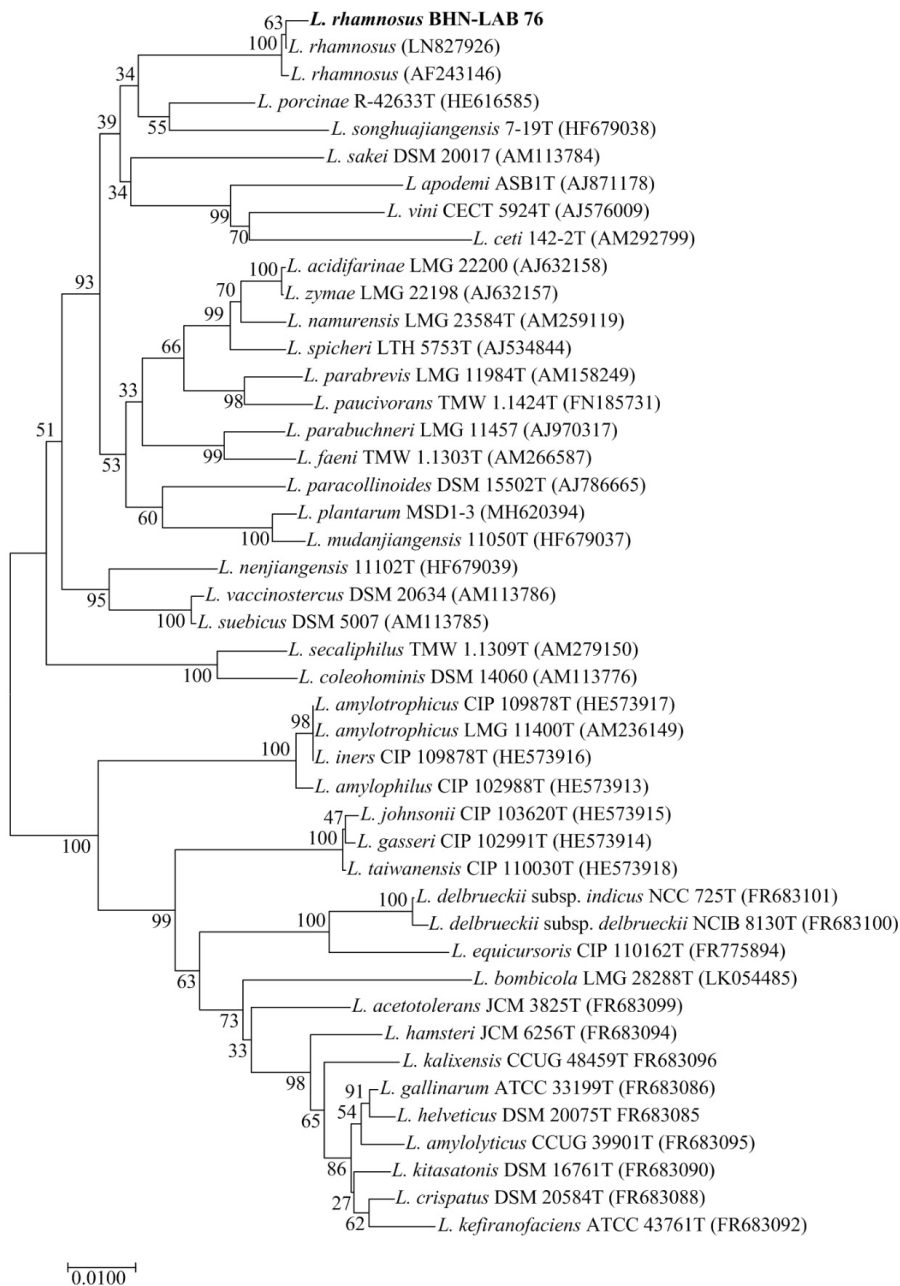 63 L. rhamnosus BHN-LAB 76
100 L. rhamnosus (LN827926)
L. rhamnosus (AF243146)
34
L. porcinae R-42633T (HE616585)
39
55
L. songhuajiangensis 7-19T (HF679038)
L. sakei DSM 20017 (AM113784)
34
L apodemi ASB1T (AJ871178)
99 L. vini CECT 5924T (AJ576009)
70 L. ceti 142-2T (AM292799)
100 L. acidifarinae LMG 22200 (AJ632158)
93
70 L. zymae LMG 22198 (AJ632157)
99 L. namurensis LMG 23584T (AM259119)
66 L. spicheri LTH 5753T (AJ534844)
L. parabrevis LMG 11984T (AM158249)
33 98 L. paucivorans TMW 1.1424T (FN185731)
51
L. parabuchneri LMG 11457 (AJ970317)
53 99 L. faeni TMW 1.1303T (AM266587)
L. paracollinoides DSM 15502T (AJ786665)
60 L. plantarum MSD1-3 (MH620394)
100 L. mudanjiangensis 11050T (HF679037)
L. nenjiangensis 11102T (HF679039)
95 L. vaccinostercus DSM 20634 (AM113786)
100 L. suebicus DSM 5007 (AM113785)
L. secaliphilus TMW 1.1309T (AM279150)
100 L. coleohominis DSM 14060 (AM113776)
L. amylotrophicus CIP 109878T (HE573917)
98 L. amylotrophicus LMG 11400T (AM236149)
100 L. iners CIP 109878T (HE573916)
L. amylophilus CIP 102988T (HE573913)
47 L. johnsonii CIP 103620T (HE573915)
100 L. gasseri CIP 102991T (HE573914)
100
L. taiwanensis CIP 110030T (HE573918)
100 L. delbrueckii subsp. indicus NCC 725T (FR683101)
99 100 L. delbrueckii subsp. delbrueckii NCIB 8130T (FR683100)
L. equicursoris CIP 110162T (FR775894)
63
L. bombicola LMG 28288T (LK054485)
73 L. acetotolerans JCM 3825T (FR683099)
33 L. hamsteri JCM 6256T (FR683094)
98 L. kalixensis CCUG 48459T FR683096
91 L. gallinarum ATCC 33199T (FR683086)
65 54 L. helveticus DSM 20075T FR683085
L. amylolyticus CCUG 39901T (FR683095)
86 L. kitasatonis DSM 16761T (FR683090)
27 L. crispatus DSM 20584T (FR683088)
62 L. kefiranofaciens ATCC 43761T (FR683092)
0.0100